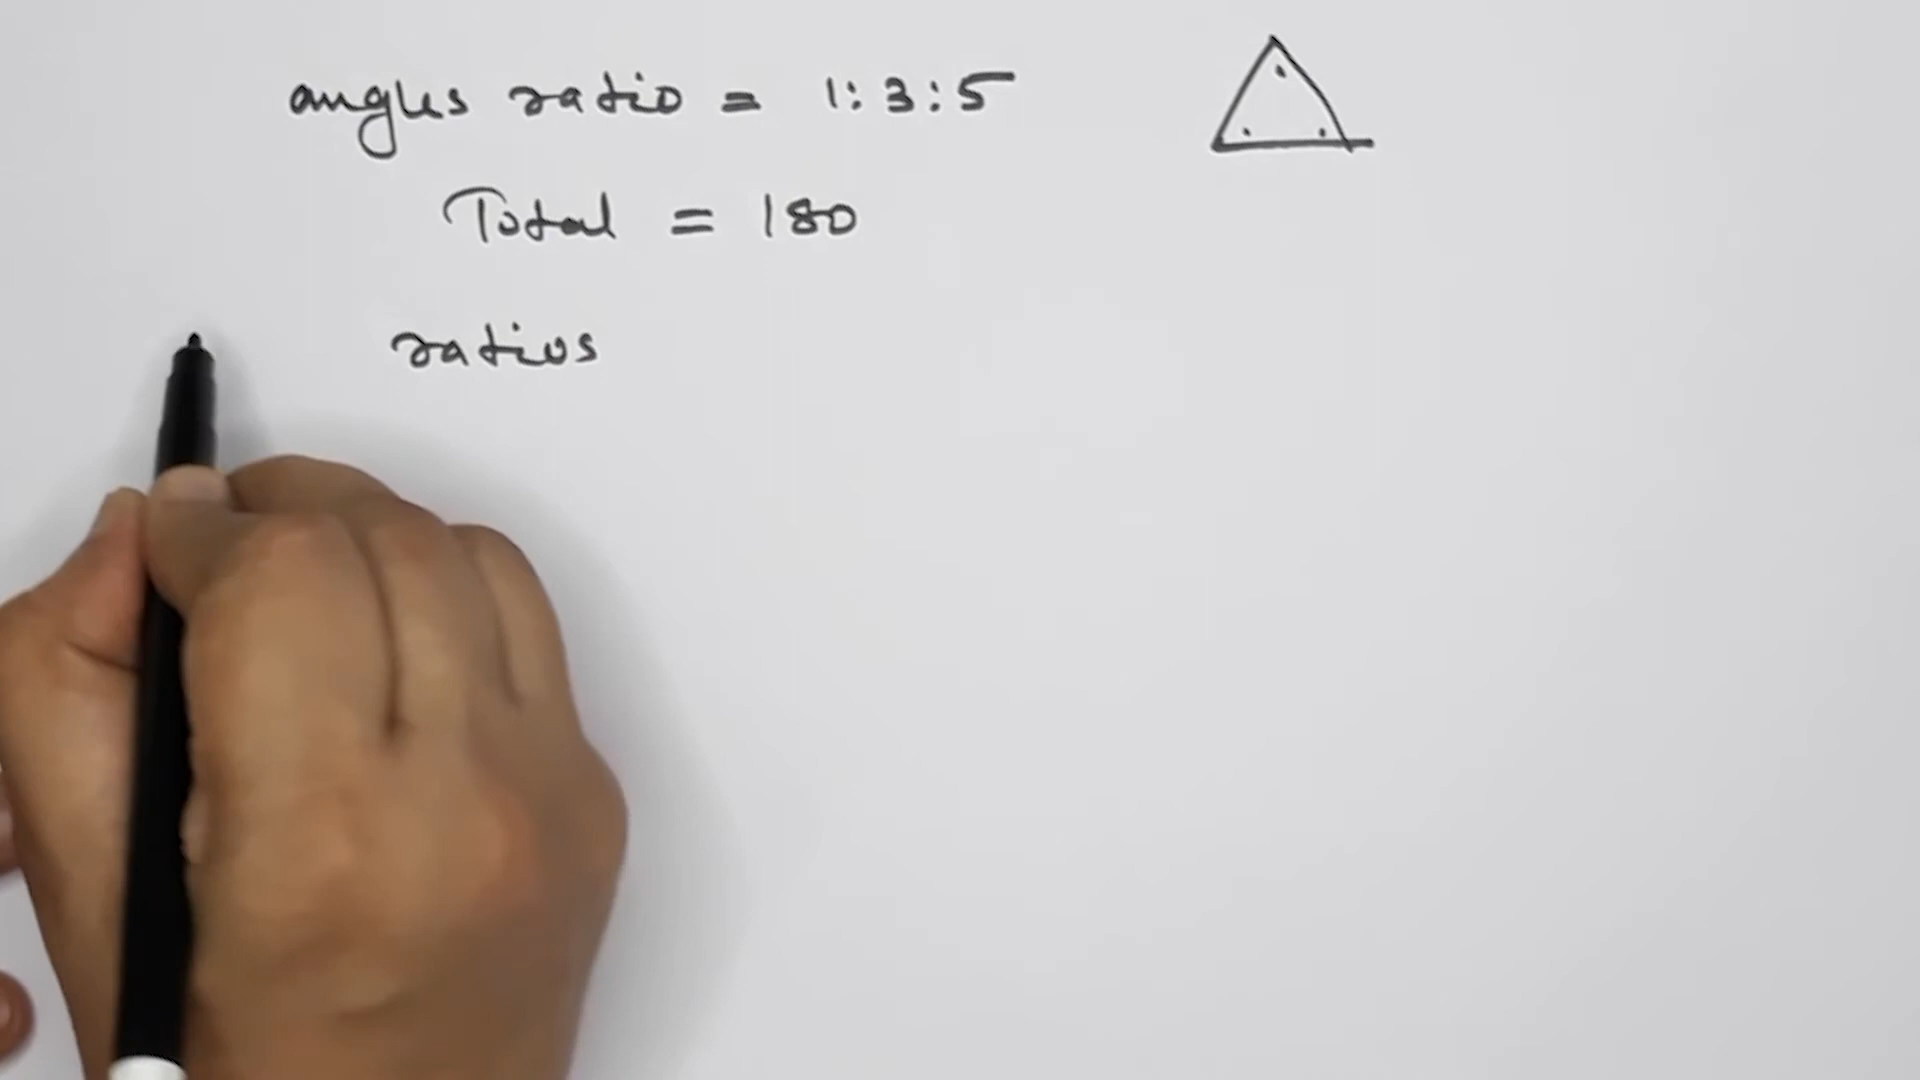 angles ratio = 1:3:5
Total = 180
ratios